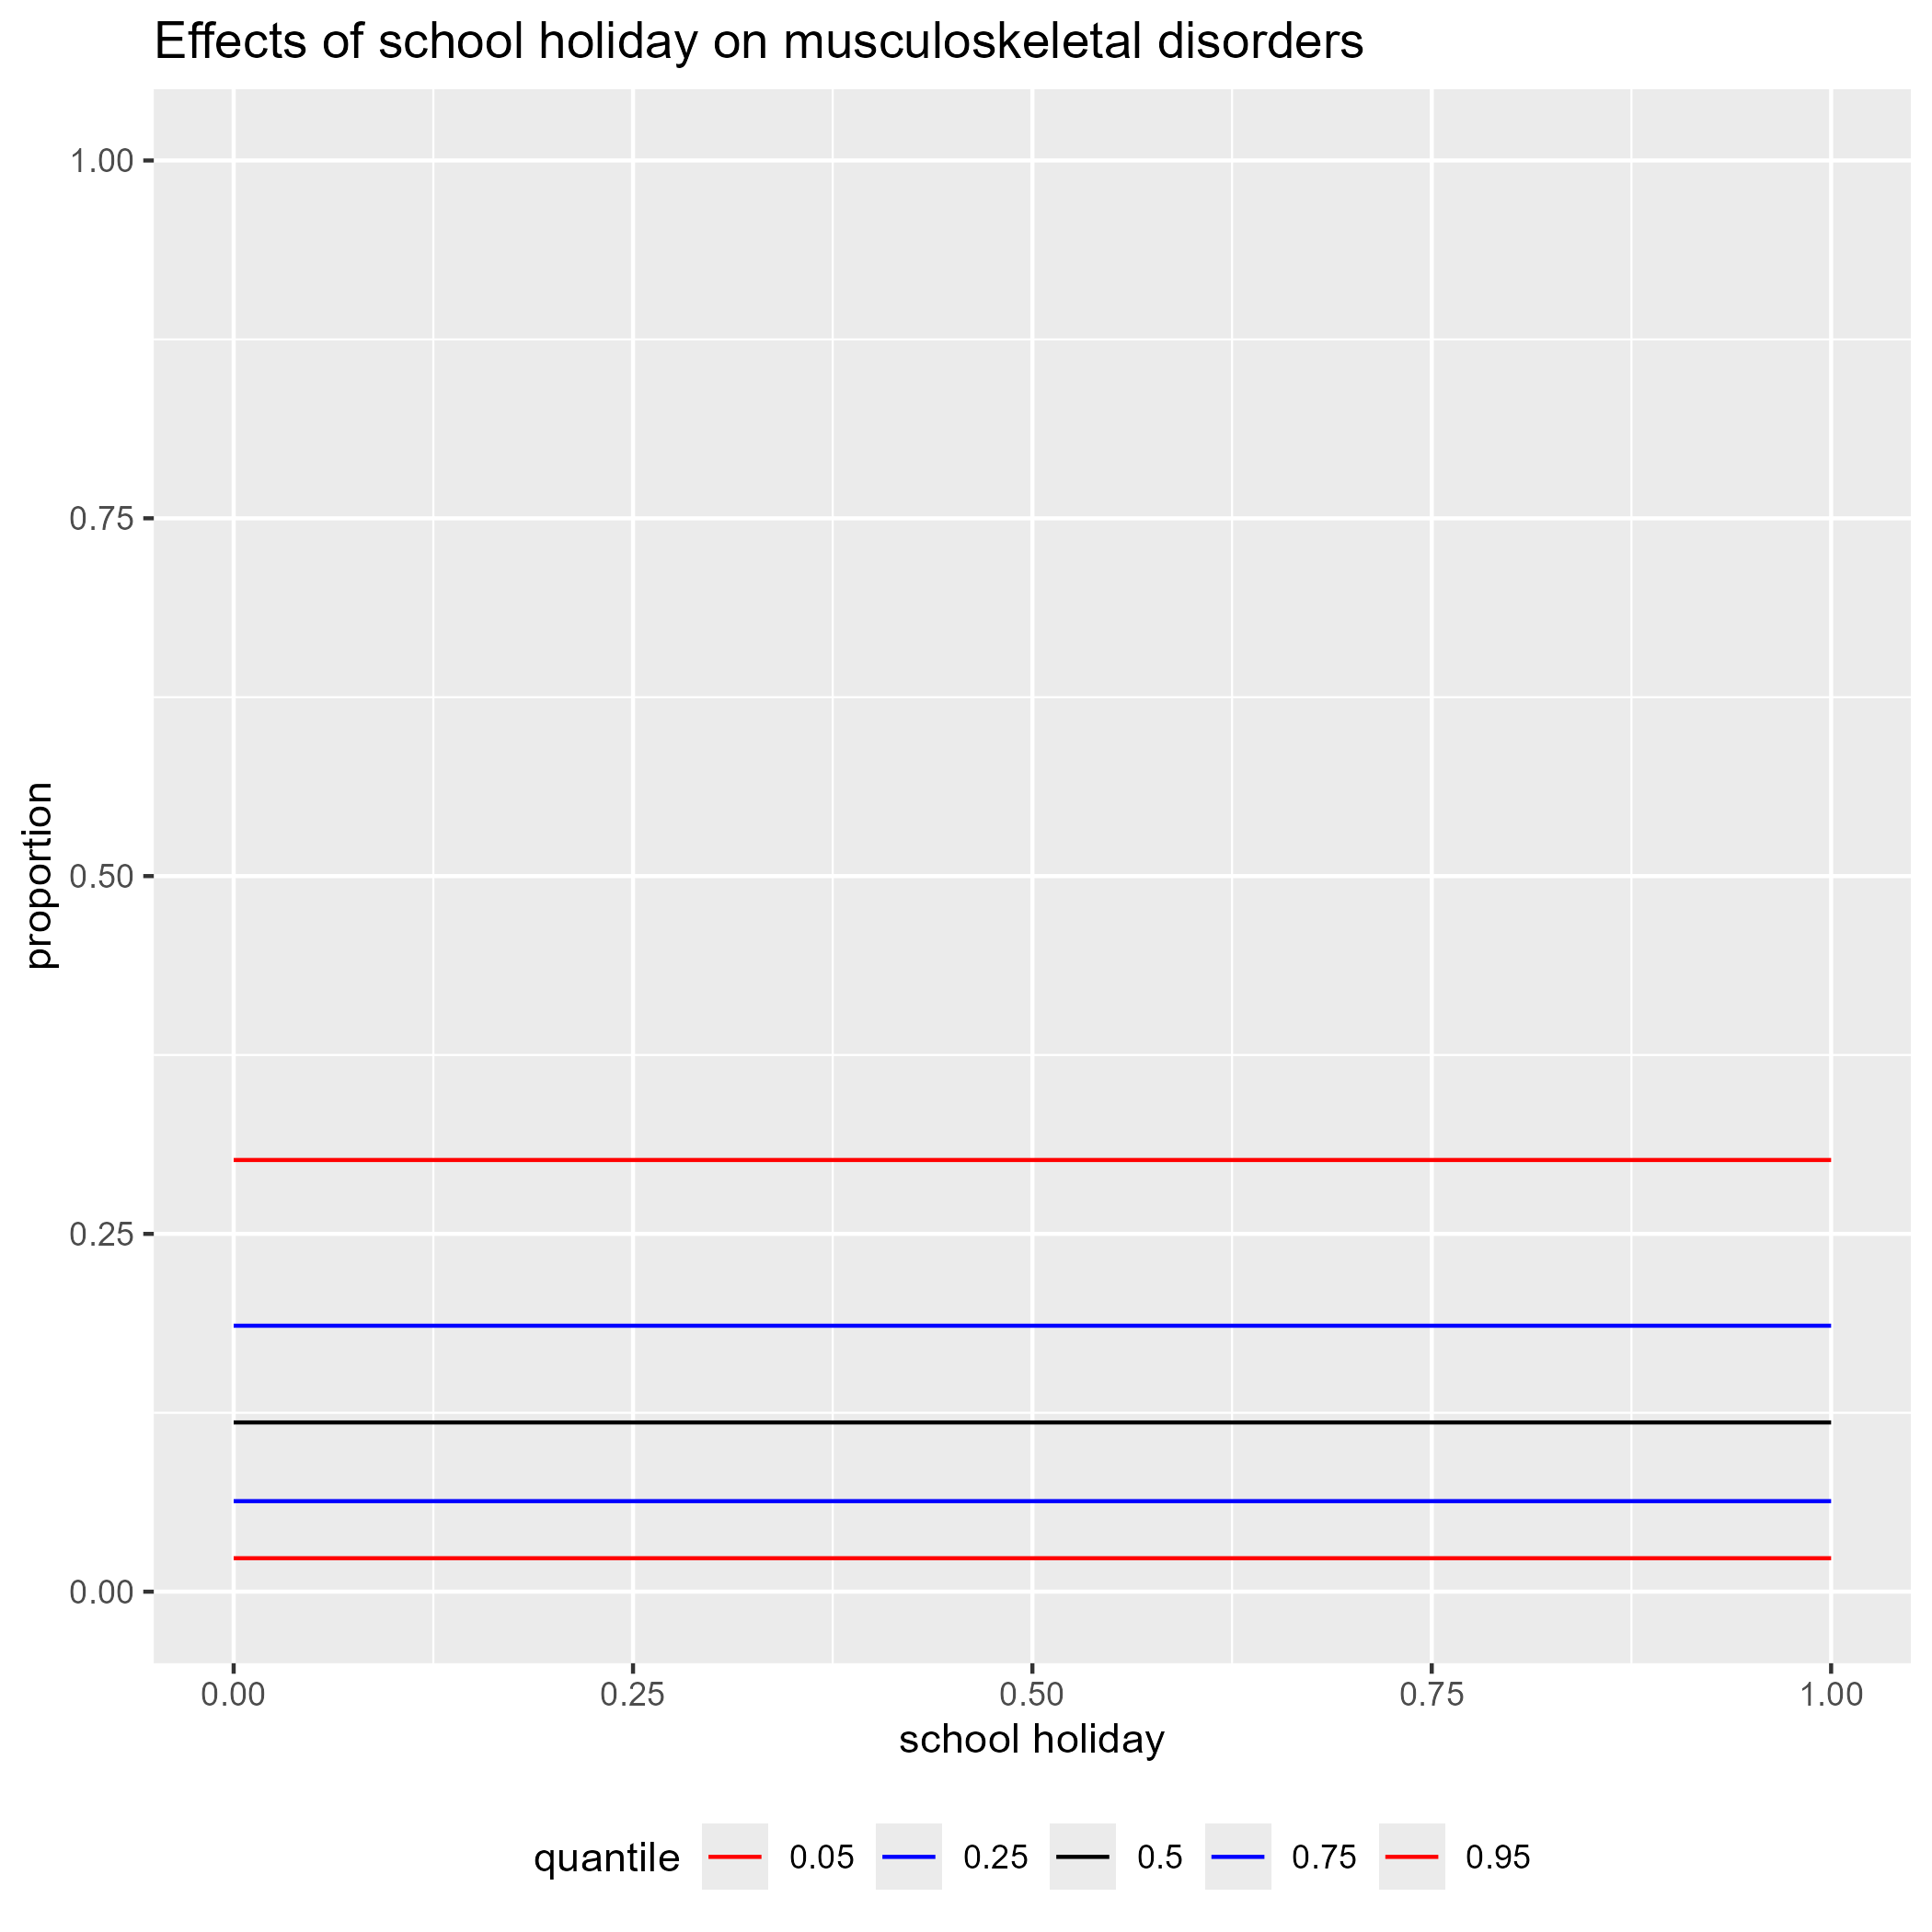 Effects of school holiday on musculoskeletal disorders
1.00
0.75
0.50
0.25
0.00
proportion
0.00 0.25 0.50 0.75 1.00
school holiday
quantile 0.05 0.25 0.5 0.75 0.95